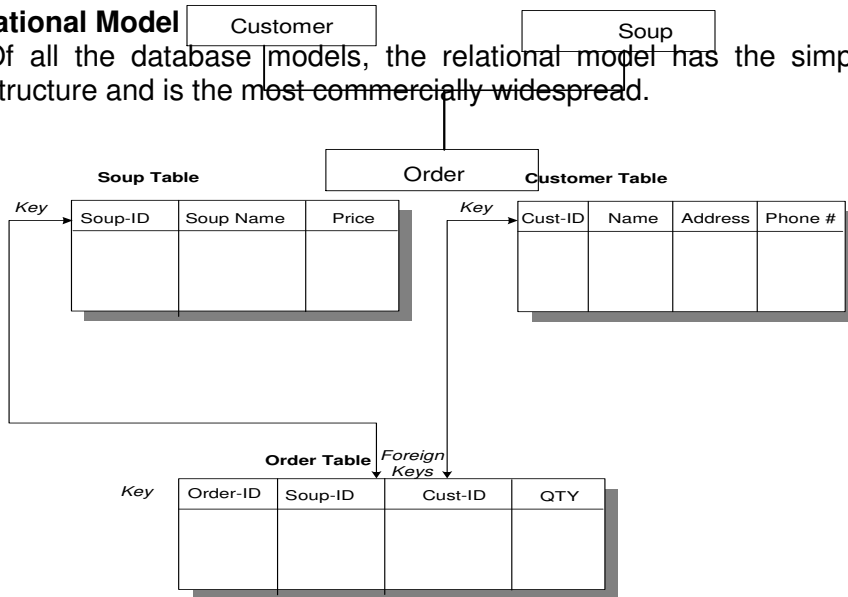 ational Model
Customer
Soup
Of all the database models, the relational model has the simp
tructure and is the most commercially widespread.
Order
Soup Table
Customer Table
Key
Soup-ID Soup Name Price
Key
Cust-ID Name Address Phone #
Order Table
Foreign
Keys
Key
Order-ID Soup-ID Cust-ID QTY